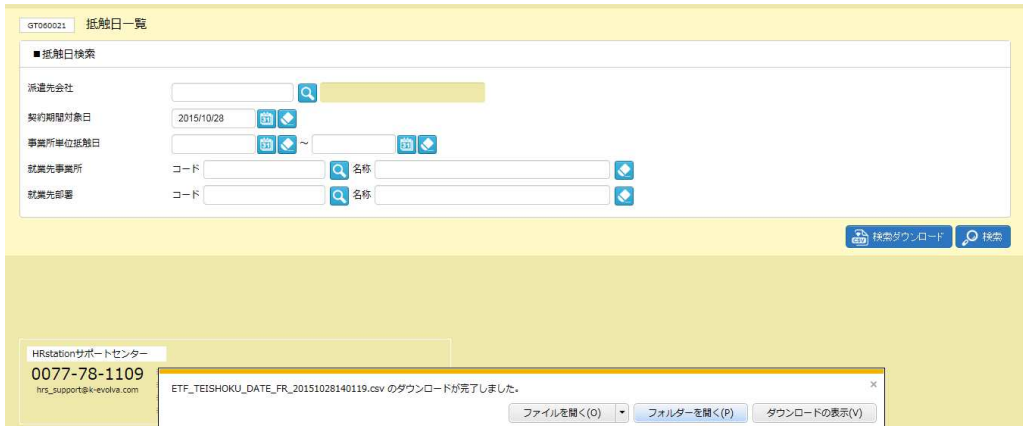 GT060021 抵触日一覧
■抵触日検索
派遣先会社
契約期間対象日 2015/10/28
事業所単位抵触日 ～
就業先事業所 コード 名称
就業先部署 コード 名称
検索ダウンロード 検索
HRstationサポートセンター
0077-78-1109
hrs_support@k-evolva.com
ETF_TEISHOKU_DATE_FR_20151028140119.csv のダウンロードが完了しました。 ×
ファイルを開く(O) フォルダーを開く(P) ダウンロードの表示(V)